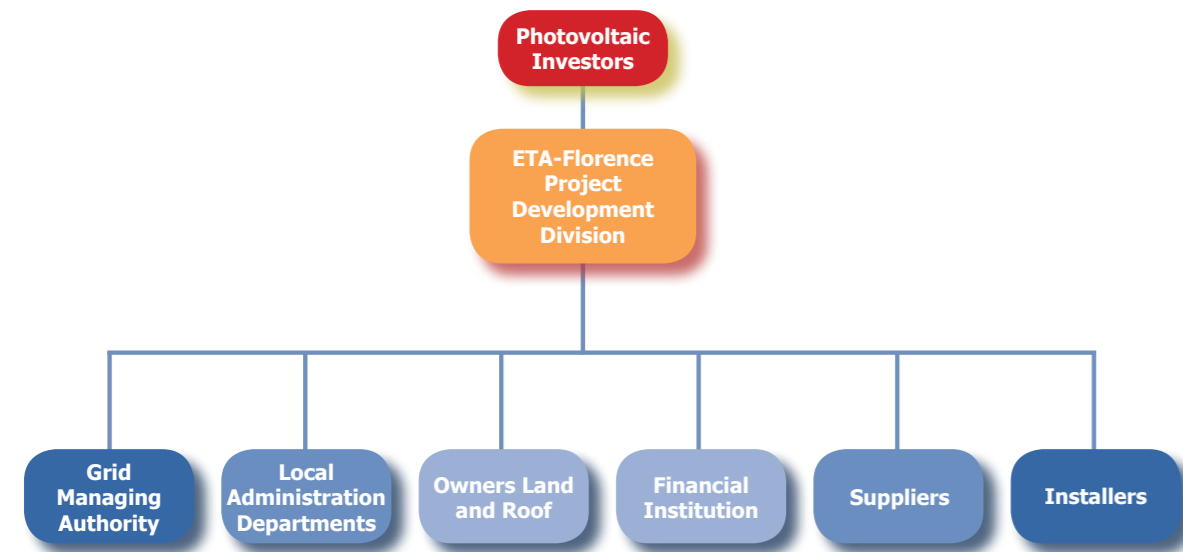 Photovoltaic
Investors
ETA-Florence
Project
Development
Division
Grid
Managing
Authority
Local
Administration
Departments
Owners Land
and Roof
Financial
Institution
Suppliers
Installers